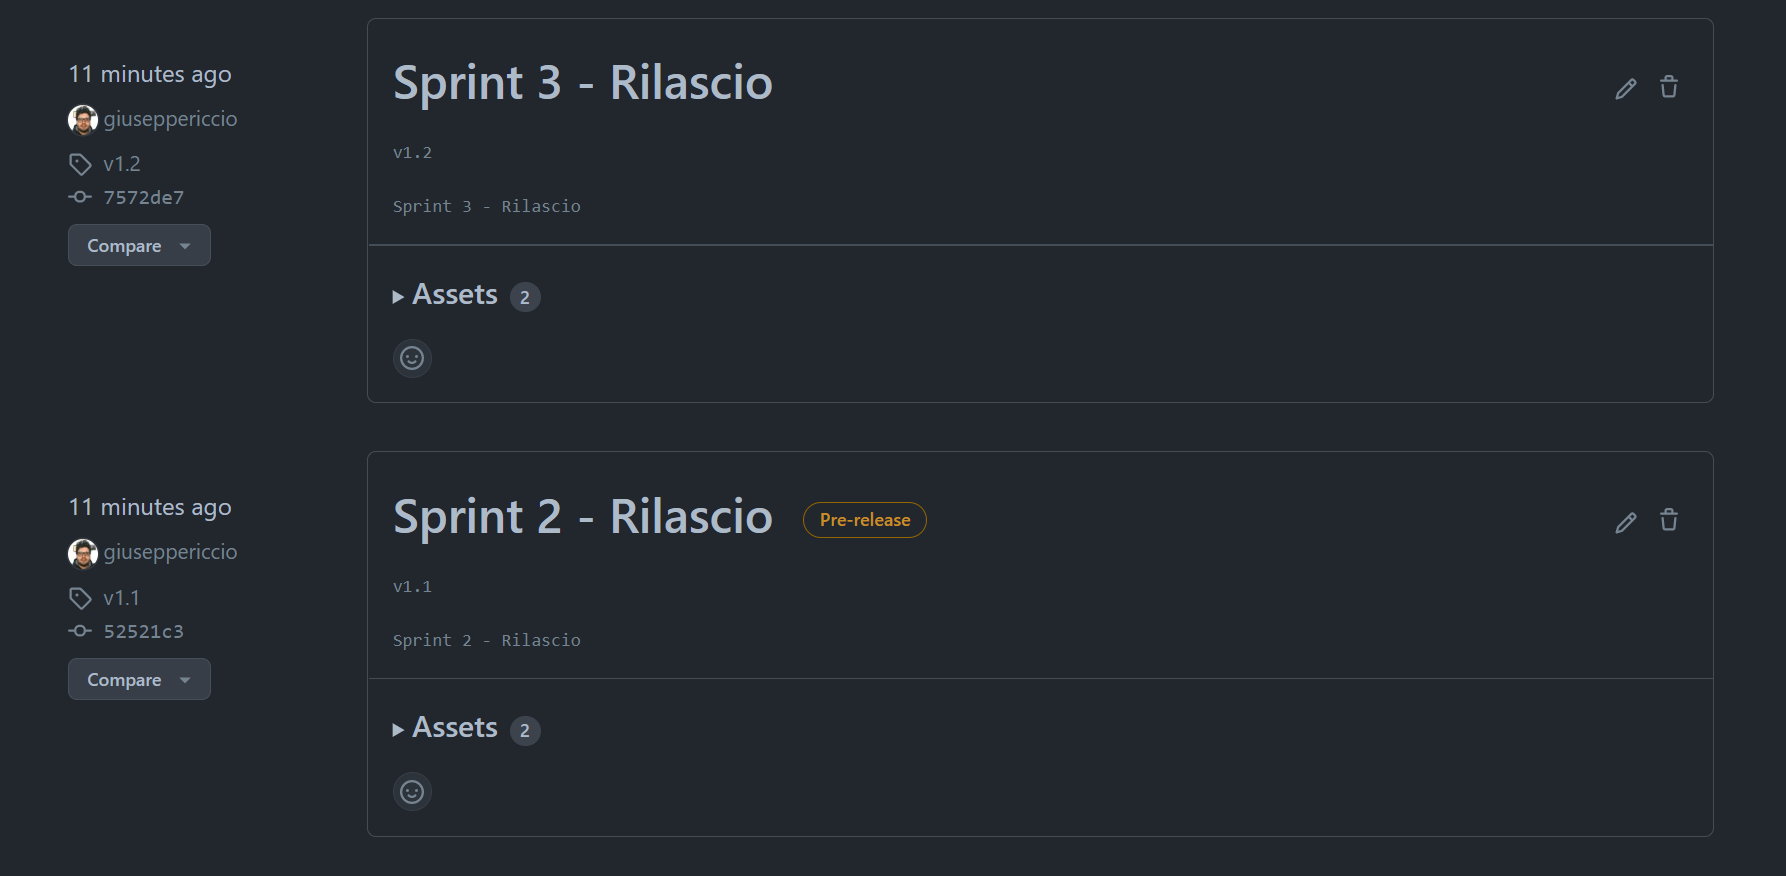 11 minutes ago
giuseppericcio
v1.2
7572de7
Compare
Sprint 3 - Rilascio
v1.2
Sprint 3 - Rilascio
Assets 2
11 minutes ago
giuseppericcio
v1.1
52521c3
Compare
Sprint 2 - Rilascio Pre-release
v1.1
Sprint 2 - Rilascio
Assets 2